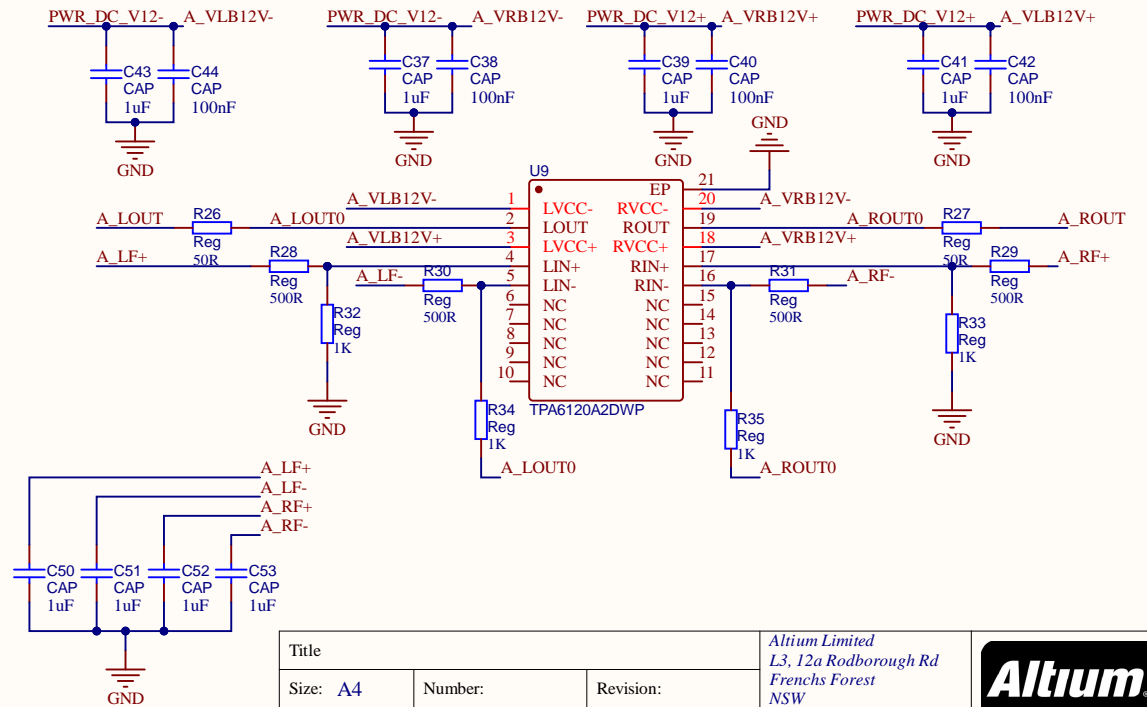 PWR_DC_V12- A_VLB12V-
C43 CAP 1uF
C44 CAP 100nF
GND
PWR_DC_V12- A_VRB12V-
C37 CAP 1uF
C38 CAP 100nF
GND
PWR_DC_V12+ A_VRB12V+
C39 CAP 1uF
C40 CAP 100nF
GND
PWR_DC_V12+ A_VLB12V+
C41 CAP 1uF
C42 CAP 100nF
GND
GND
U9
EP 21
A_VLB12V- 1 LVCC- RVCC- 20 A_VRB12V-
A_LOUT R26 Reg 50R A_LOUT0 2 LOUT ROUT 19 A_ROUT0 R27 Reg 50R A_ROUT
A_VLB12V+ 3 LVCC+ RVCC+ 18 A_VRB12V+
A_LF+ R28 Reg 500R 4 LIN+ RIN+ 17 R29 Reg 500R A_RF+
A_LF- R30 Reg 500R 5 LIN- RIN- 16 R31 Reg 500R A_RF-
6 NC NC 15
7 NC NC 14
8 NC NC 13
9 NC NC 12
10 NC NC 11
TPA6120A2DWP
R32 Reg 1K
GND
R33 Reg 1K
GND
R34 Reg 1K
A_LOUT0
R35 Reg 1K
A_ROUT0
A_LF+
A_LF-
A_RF+
A_RF-
C50 CAP 1uF
C51 CAP 1uF
C52 CAP 1uF
C53 CAP 1uF
GND
Title
Size: A4 Number: Revision:
Altium Limited
L3, 12a Rodborough Rd
Frenchs Forest
NSW
Altium